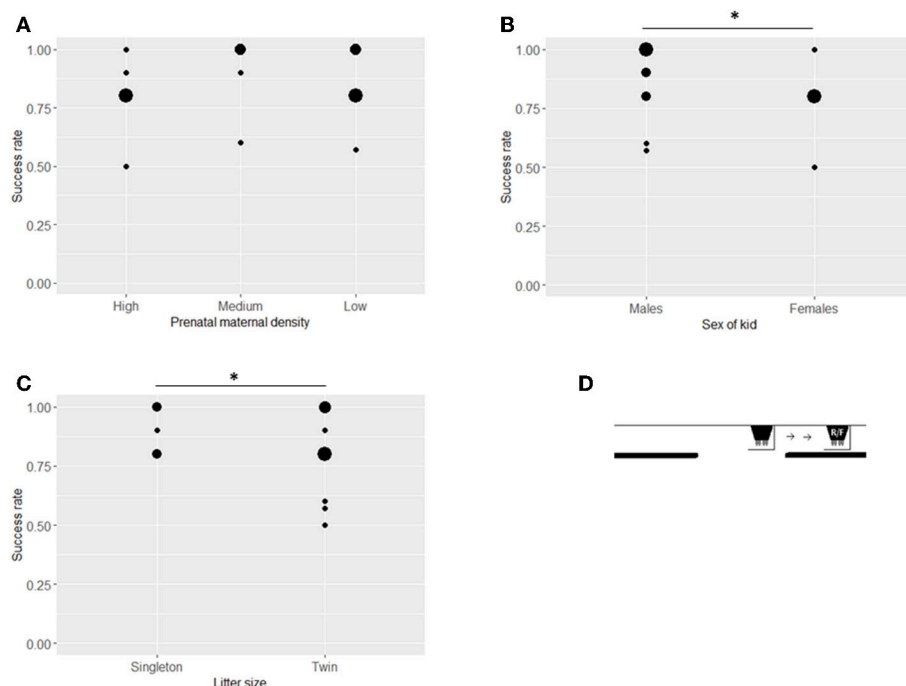 A
1.00
0.75
0.50
0.25
0.00
Success rate
High Medium Low
Prenatal maternal density
B
*
1.00
0.75
0.50
0.25
0.00
Success rate
Males Females
Sex of kid
C
*
1.00
0.75
0.50
0.25
0.00
Success rate
Singleton Twin
Litter size
D
→ →
R/F